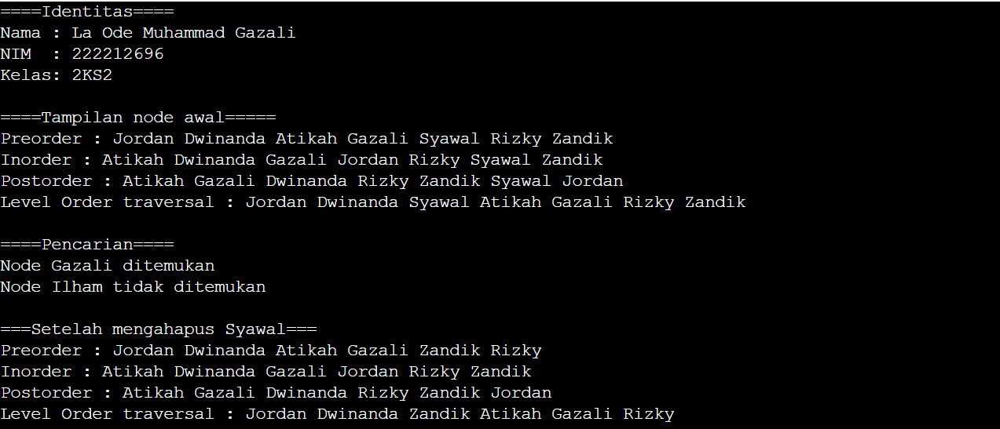 ====Identitas====
Nama : La Ode Muhammad Gazali
NIM  : 222212696
Kelas: 2KS2
====Tampilan node awal=====
Preorder : Jordan Dwinanda Atikah Gazali Syawal Rizky Zandik
Inorder : Atikah Dwinanda Gazali Jordan Rizky Syawal Zandik
Postorder : Atikah Gazali Dwinanda Rizky Zandik Syawal Jordan
Level Order traversal : Jordan Dwinanda Syawal Atikah Gazali Rizky Zandik
====Pencarian====
Node Gazali ditemukan
Node Ilham tidak ditemukan
===Setelah mengahapus Syawal===
Preorder : Jordan Dwinanda Atikah Gazali Zandik Rizky
Inorder : Atikah Dwinanda Gazali Jordan Rizky Zandik
Postorder : Atikah Gazali Dwinanda Rizky Zandik Jordan
Level Order traversal : Jordan Dwinanda Zandik Atikah Gazali Rizky